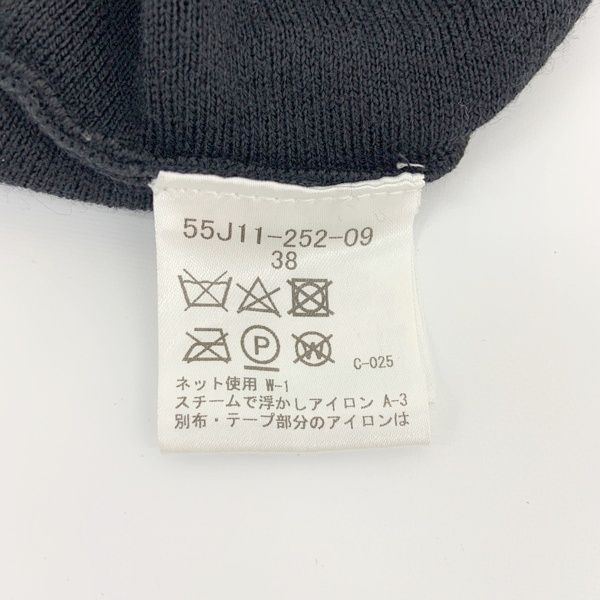 55J11-252-09
38
P W
C-025
ネット使用 W-1
スチームで浮かしアイロン A-3
別布・テープ部分のアイロンは